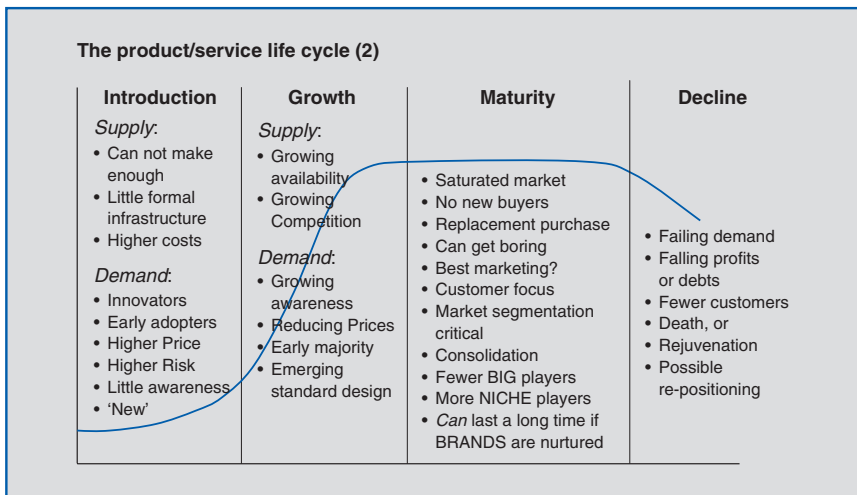 The product/service life cycle (2)
Introduction
Supply:
• Can not make
enough
• Little formal
infrastructure
• Higher costs
Demand:
• Innovators
• Early adopters
• Higher Price
• Higher Risk
• Little awareness
• ‘New’
Growth
Supply:
• Growing
availability
• Growing
Competition
Demand:
• Growing
awareness
• Reducing Prices
• Early majority
• Emerging
standard design
Maturity
• Saturated market
• No new buyers
• Replacement purchase
• Can get boring
• Best marketing?
• Customer focus
• Market segmentation
critical
• Consolidation
• Fewer BIG players
• More NICHE players
• Can last a long time if
BRANDS are nurtured
Decline
• Failing demand
• Falling profits
or debts
• Fewer customers
• Death, or
• Rejuvenation
• Possible
re-positioning